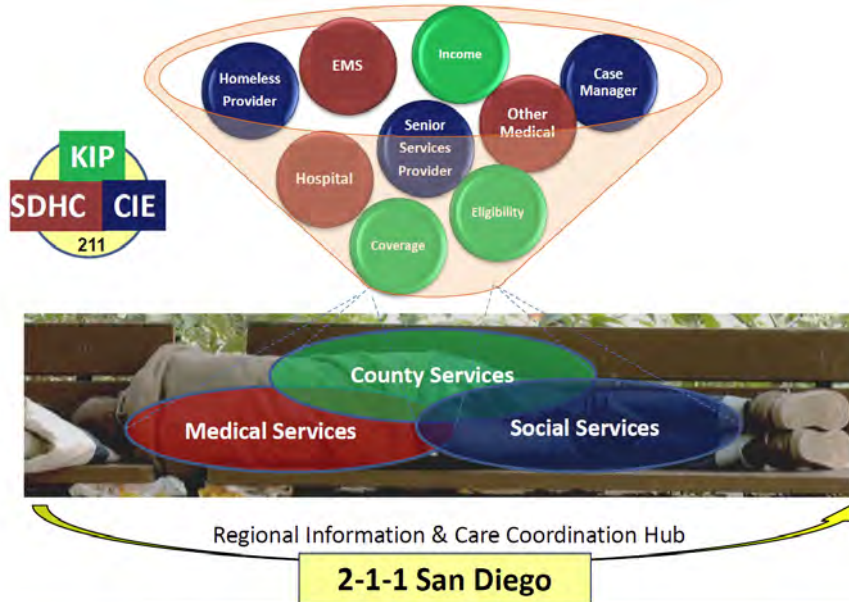 Homeless
Provider
EMS
Income
Case
Manager
Other
Medical
Senior
Services
Provider
Hospital
Eligibility
Coverage
KIP
SDHC
CIE
211
County Services
Medical Services
Social Services
Regional Information & Care Coordination Hub
2-1-1 San Diego